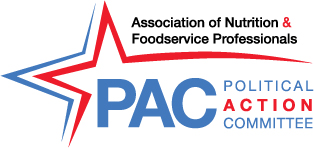 Association of Nutrition &
Foodservice Professionals
PAC
POLITICAL
ACTION
COMMITTEE